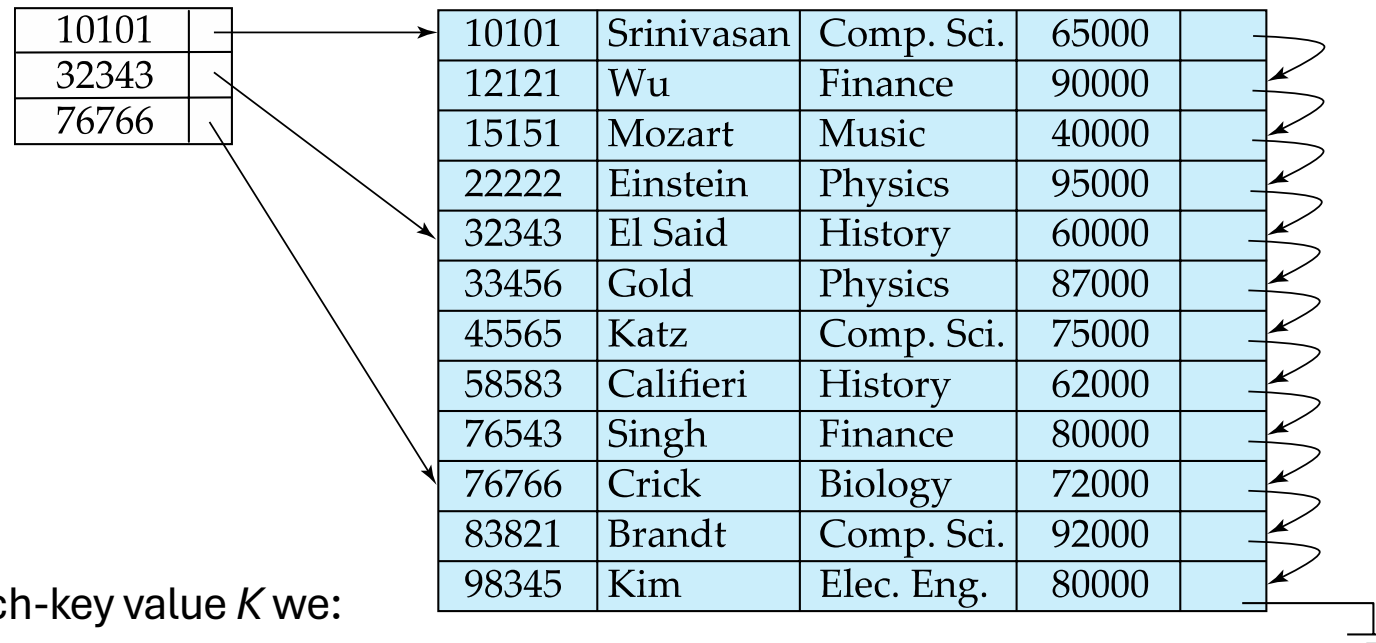 10101
32343
76766
10101 Srinivasan Comp. Sci. 65000
12121 Wu Finance 90000
15151 Mozart Music 40000
22222 Einstein Physics 95000
32343 El Said History 60000
33456 Gold Physics 87000
45565 Katz Comp. Sci. 75000
58583 Califieri History 62000
76543 Singh Finance 80000
76766 Crick Biology 72000
83821 Brandt Comp. Sci. 92000
98345 Kim Elec. Eng. 80000
ch-key value K we: